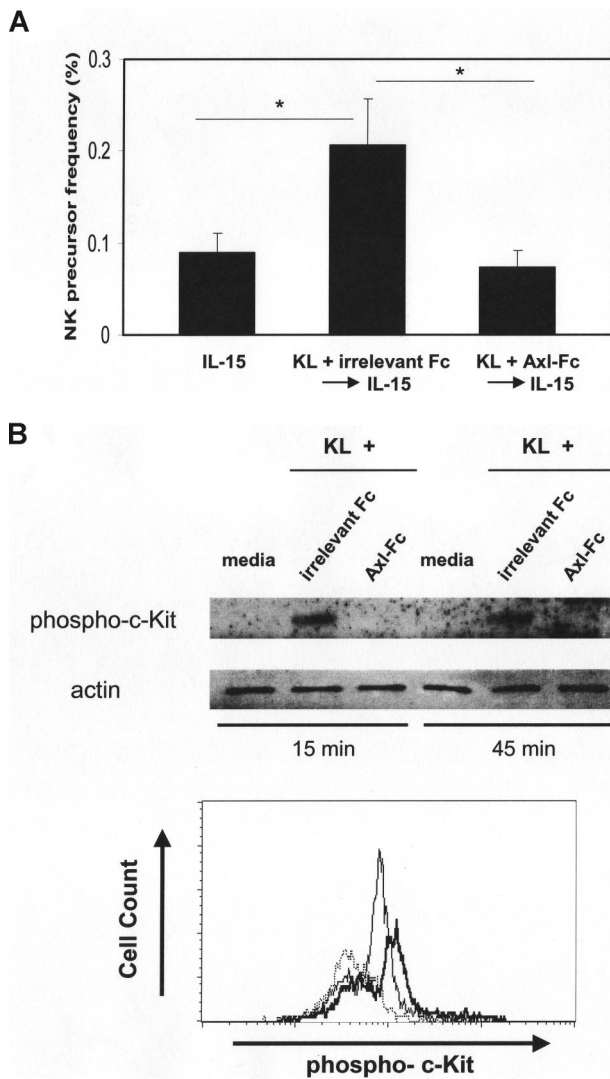 A
NK precursor frequency (%)
0.3
0.2
0.1
0
*
*
IL-15
KL + irrelevant Fc
→ IL-15
KL + Axl-Fc
→ IL-15
B
KL +
KL +
media
irrelevant Fc
Axl-Fc
media
irrelevant Fc
Axl-Fc
phospho-c-Kit
actin
15 min
45 min
Cell Count
phospho- c-Kit